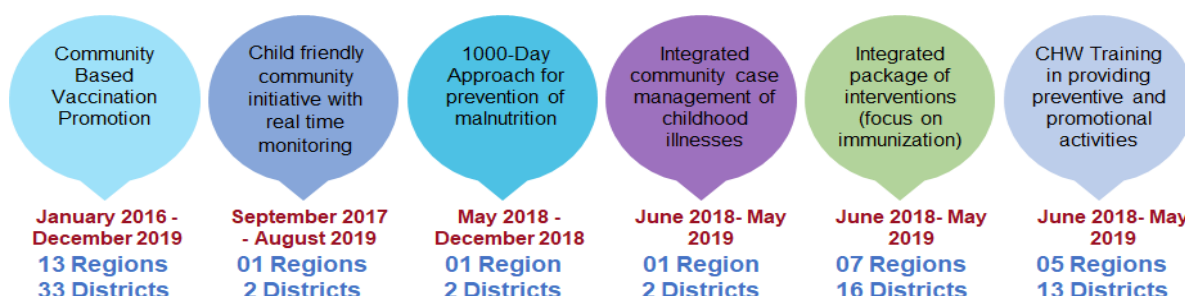 Community
Based
Vaccination
Promotion
January 2016 -
December 2019
13 Regions
33 Districts
Child friendly
community
initiative with
real time
monitoring
September 2017
- August 2019
01 Regions
2 Districts
1000-Day
Approach for
prevention of
malnutrition
May 2018 -
December 2018
01 Region
2 Districts
Integrated
community case
management of
childhood
illnesses
June 2018- May
2019
01 Region
2 Districts
Integrated
package of
interventions
(focus on
immunization)
June 2018- May
2019
07 Regions
16 Districts
CHW Training
in providing
preventive and
promotional
activities
June 2018- May
2019
05 Regions
13 Districts